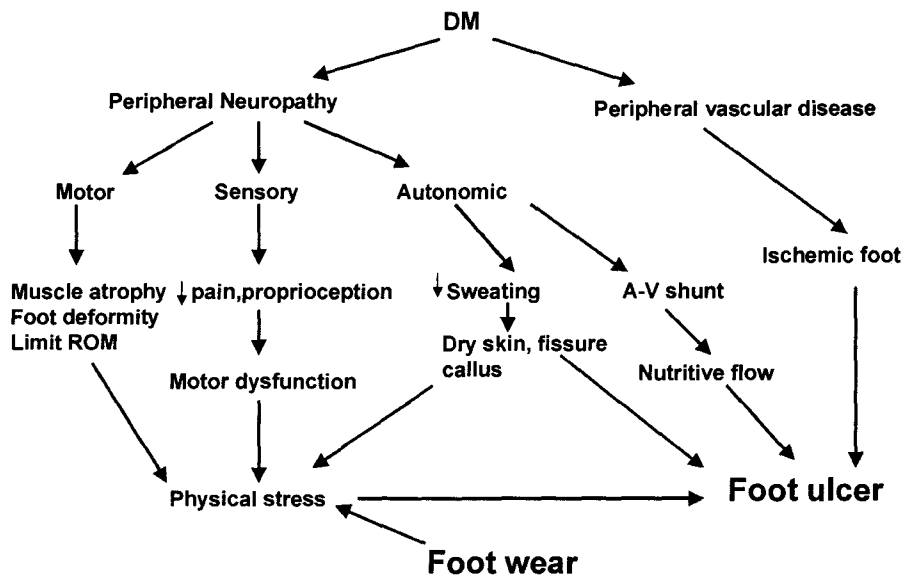 DM
Peripheral Neuropathy
Peripheral vascular disease
Motor
Sensory
Autonomic
Ischemic foot
Muscle atrophy
Foot deformity
Limit ROM
↓ pain,proprioception
↓ Sweating
A-V shunt
Dry skin, fissure
callus
Motor dysfunction
Nutritive flow
Physical stress
Foot ulcer
Foot wear